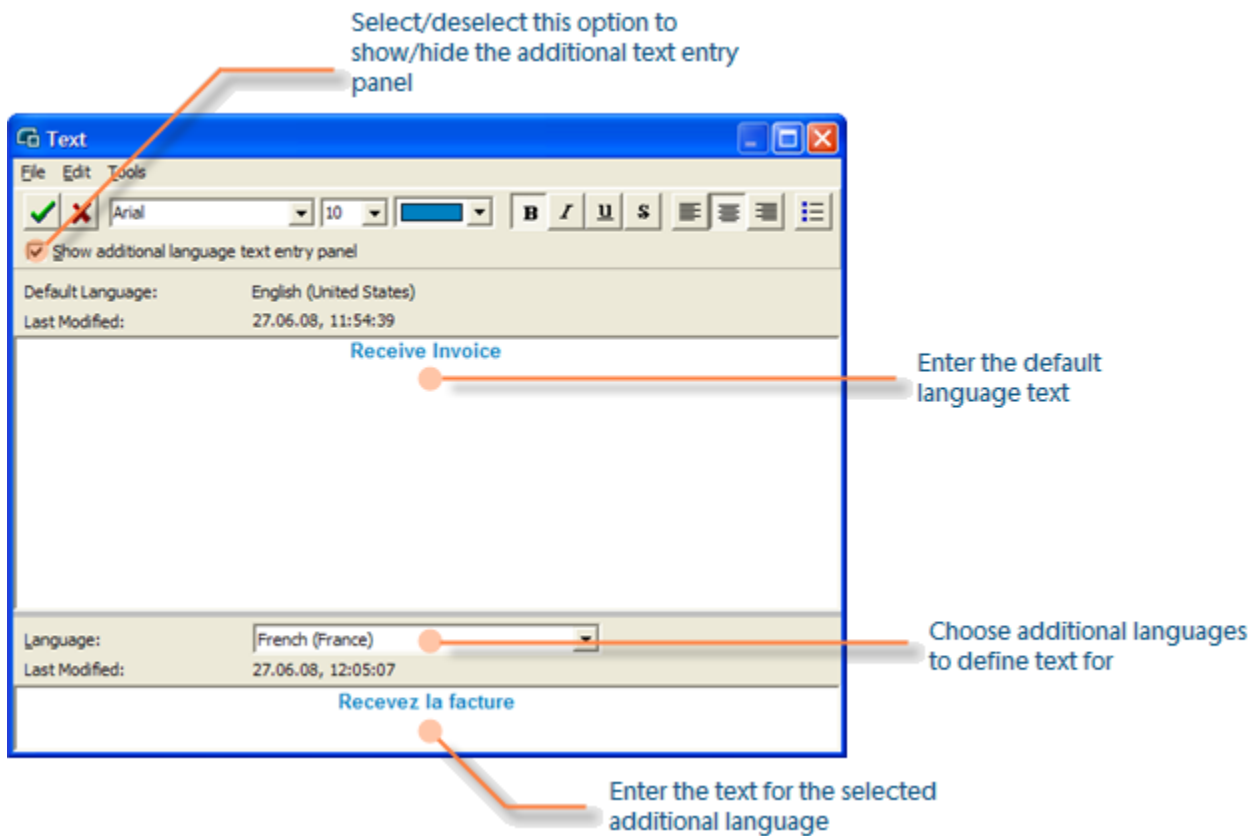 Select/deselect this option to
show/hide the additional text entry
panel
Text
File Edit Tools
Arial 10 B I U S
Show additional language text entry panel
Default Language: English (United States)
Last Modified: 27.06.08, 11:54:39
Receive Invoice
Enter the default
language text
Language: French (France)
Last Modified: 27.06.08, 12:05:07
Choose additional languages
to define text for
Recevez la facture
Enter the text for the selected
additional language